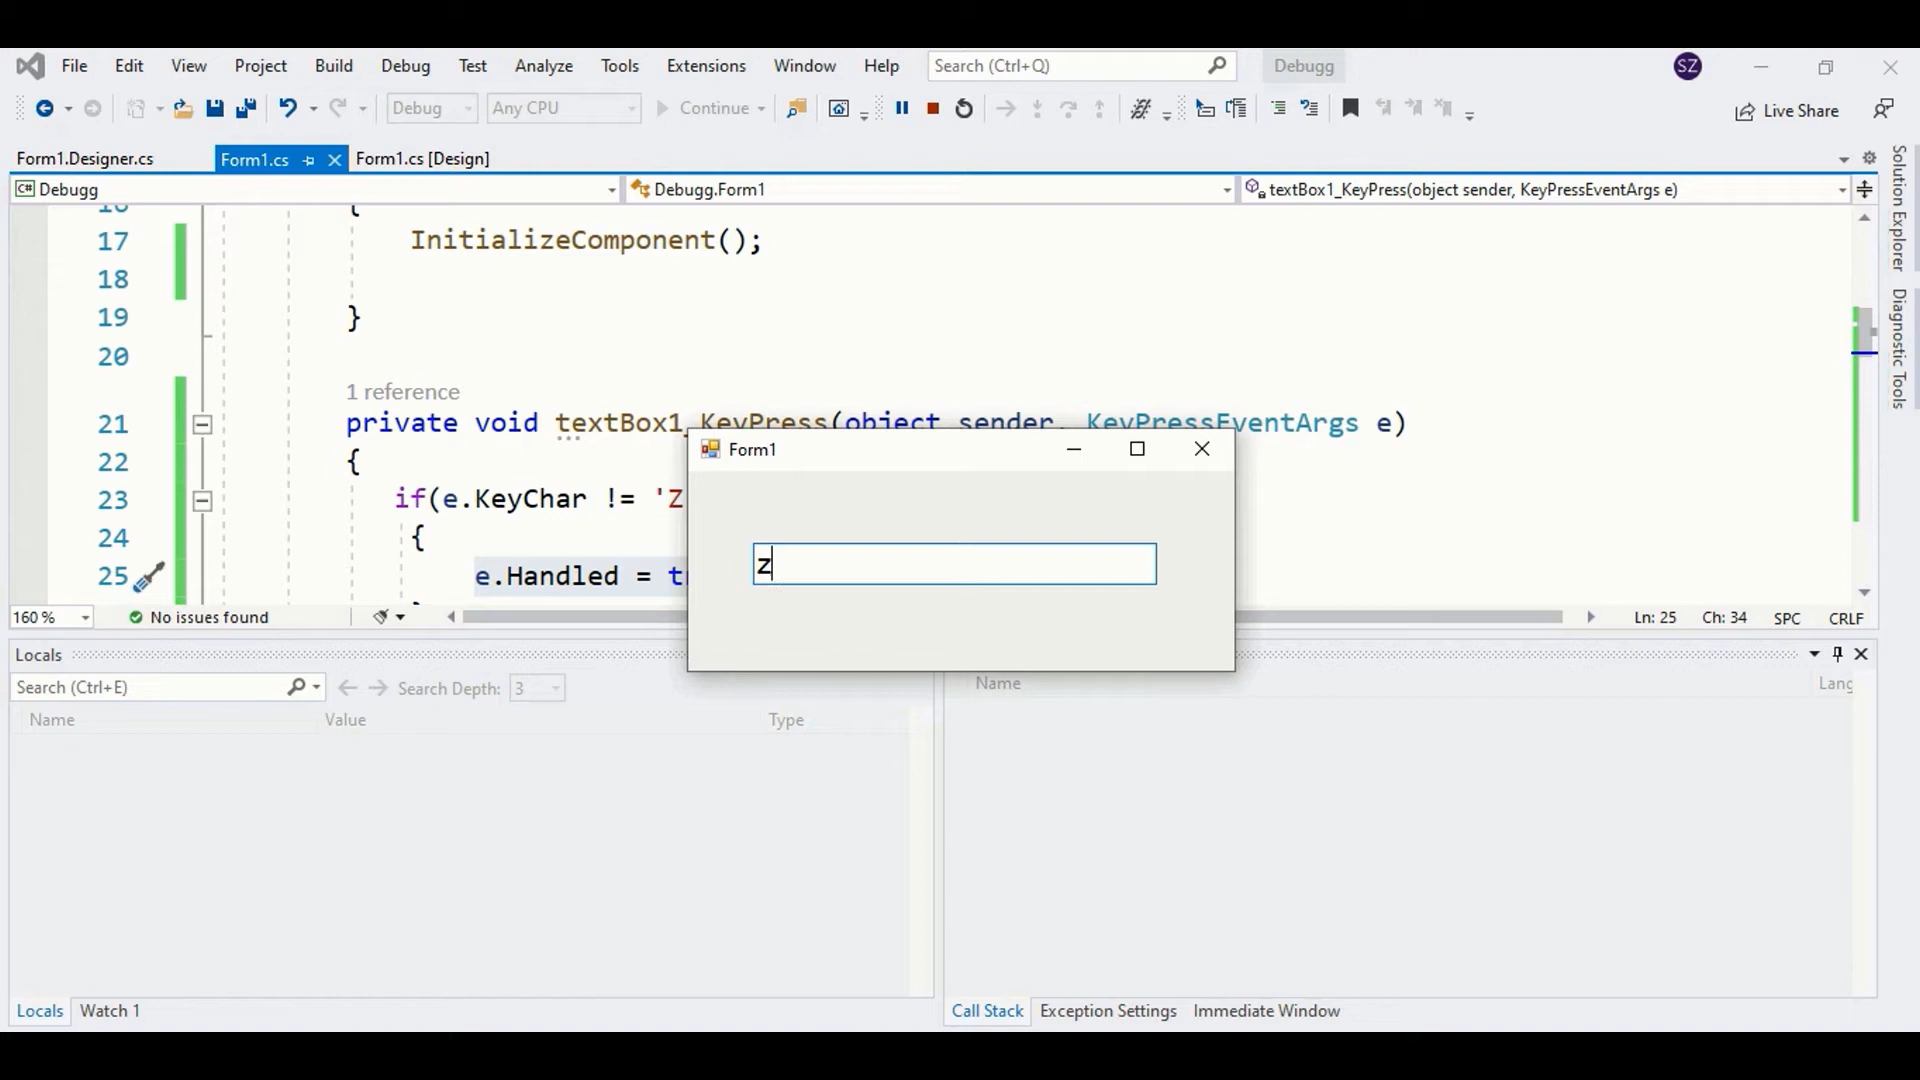 File Edit View Project Build Debug Test Analyze Tools Extensions Window Help Search (Ctrl+Q) Debugg SZ
Debug Any CPU Continue Live Share
Form1.Designer.cs Form1.cs Form1.cs [Design]
C# Debugg Debugg.Form1 textBox1_KeyPress(object sender, KeyPressEventArgs e)
16 {
17 InitializeComponent();
18
19 }
20
1 reference
21 private void textBox1_KeyPress(object sender, KeyPressEventArgs e)
22 {
23 if(e.KeyChar != 'Z
24 {
25 e.Handled = tr
Form1
z
160 % No issues found Ln: 25 Ch: 34 SPC CRLF
Locals
Search (Ctrl+E) Search Depth: 3
Name Value Type
Name Lang
Locals Watch 1
Call Stack Exception Settings Immediate Window
Solution Explorer
Diagnostic Tools